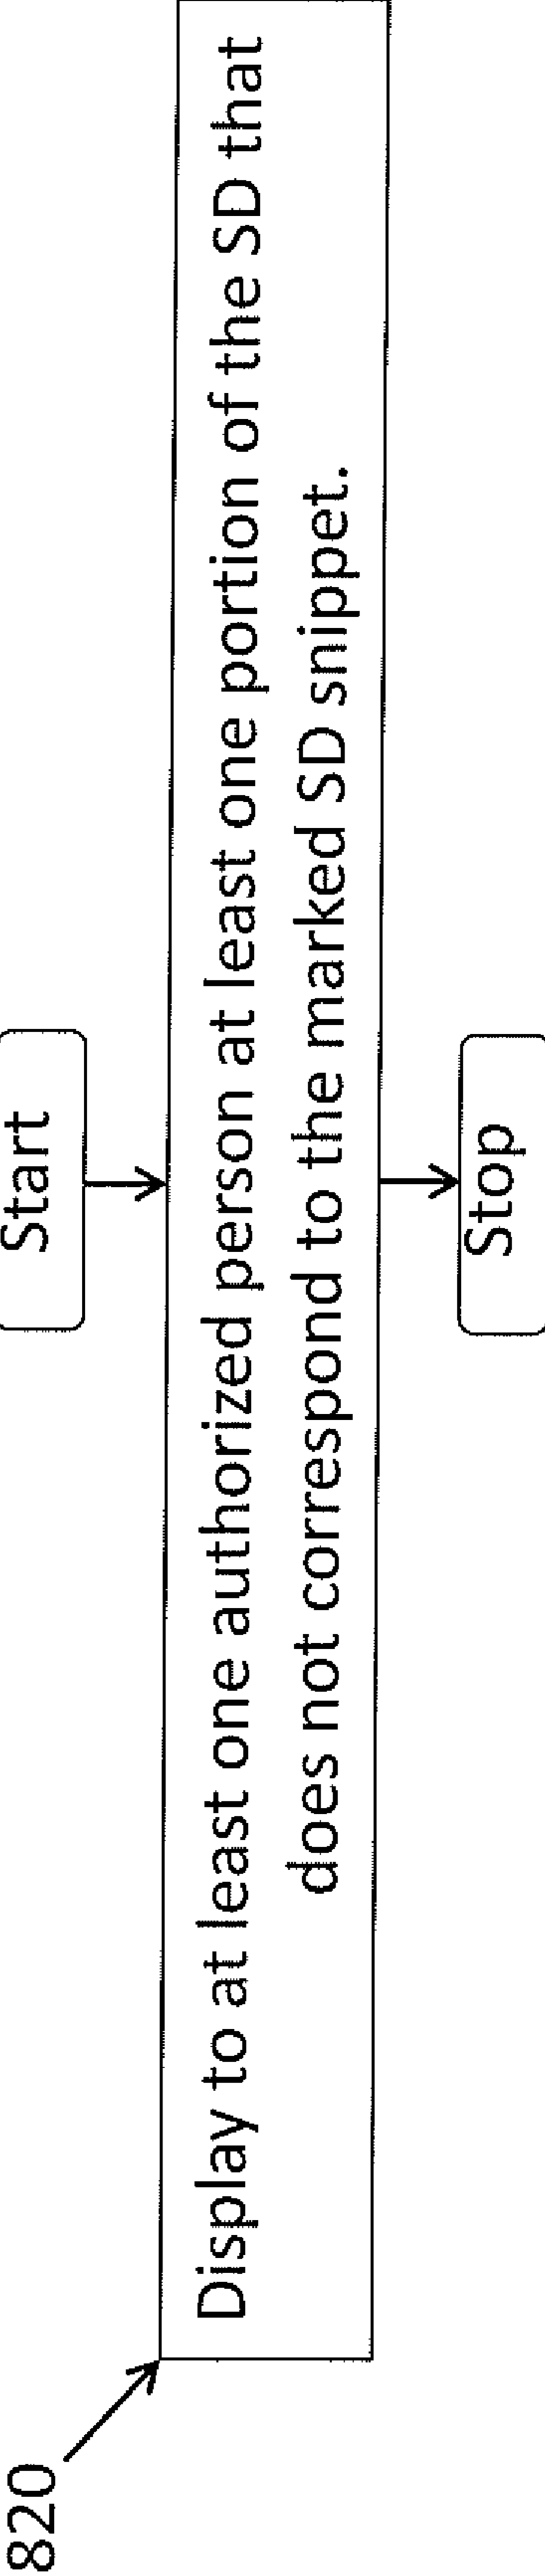 Start
820
Display to at least one authorized person at least one portion of the SD that
does not correspond to the marked SD snippet.
Stop